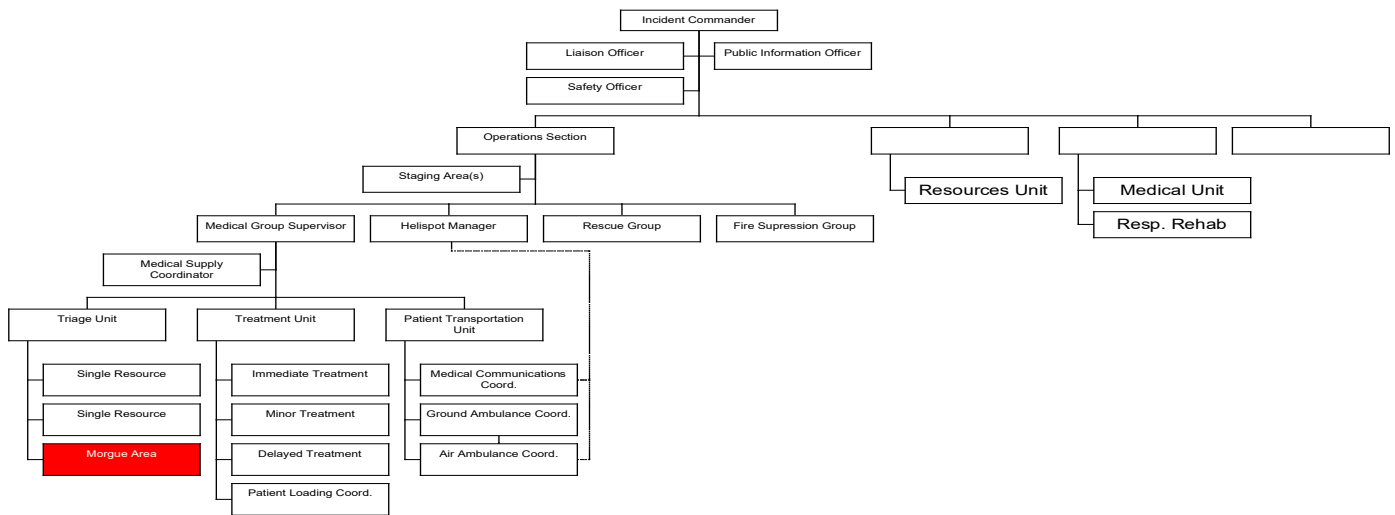 Incident Commander
Liaison Officer
Public Information Officer
Safety Officer
Operations Section
Staging Area(s)
Resources Unit
Medical Unit
Resp. Rehab
Medical Group Supervisor
Helispot Manager
Rescue Group
Fire Supression Group
Medical Supply
Coordinator
Triage Unit
Treatment Unit
Patient Transportation
Unit
Single Resource
Immediate Treatment
Medical Communications
Coord.
Single Resource
Minor Treatment
Ground Ambulance Coord.
Morgue Area
Delayed Treatment
Air Ambulance Coord.
Patient Loading Coord.